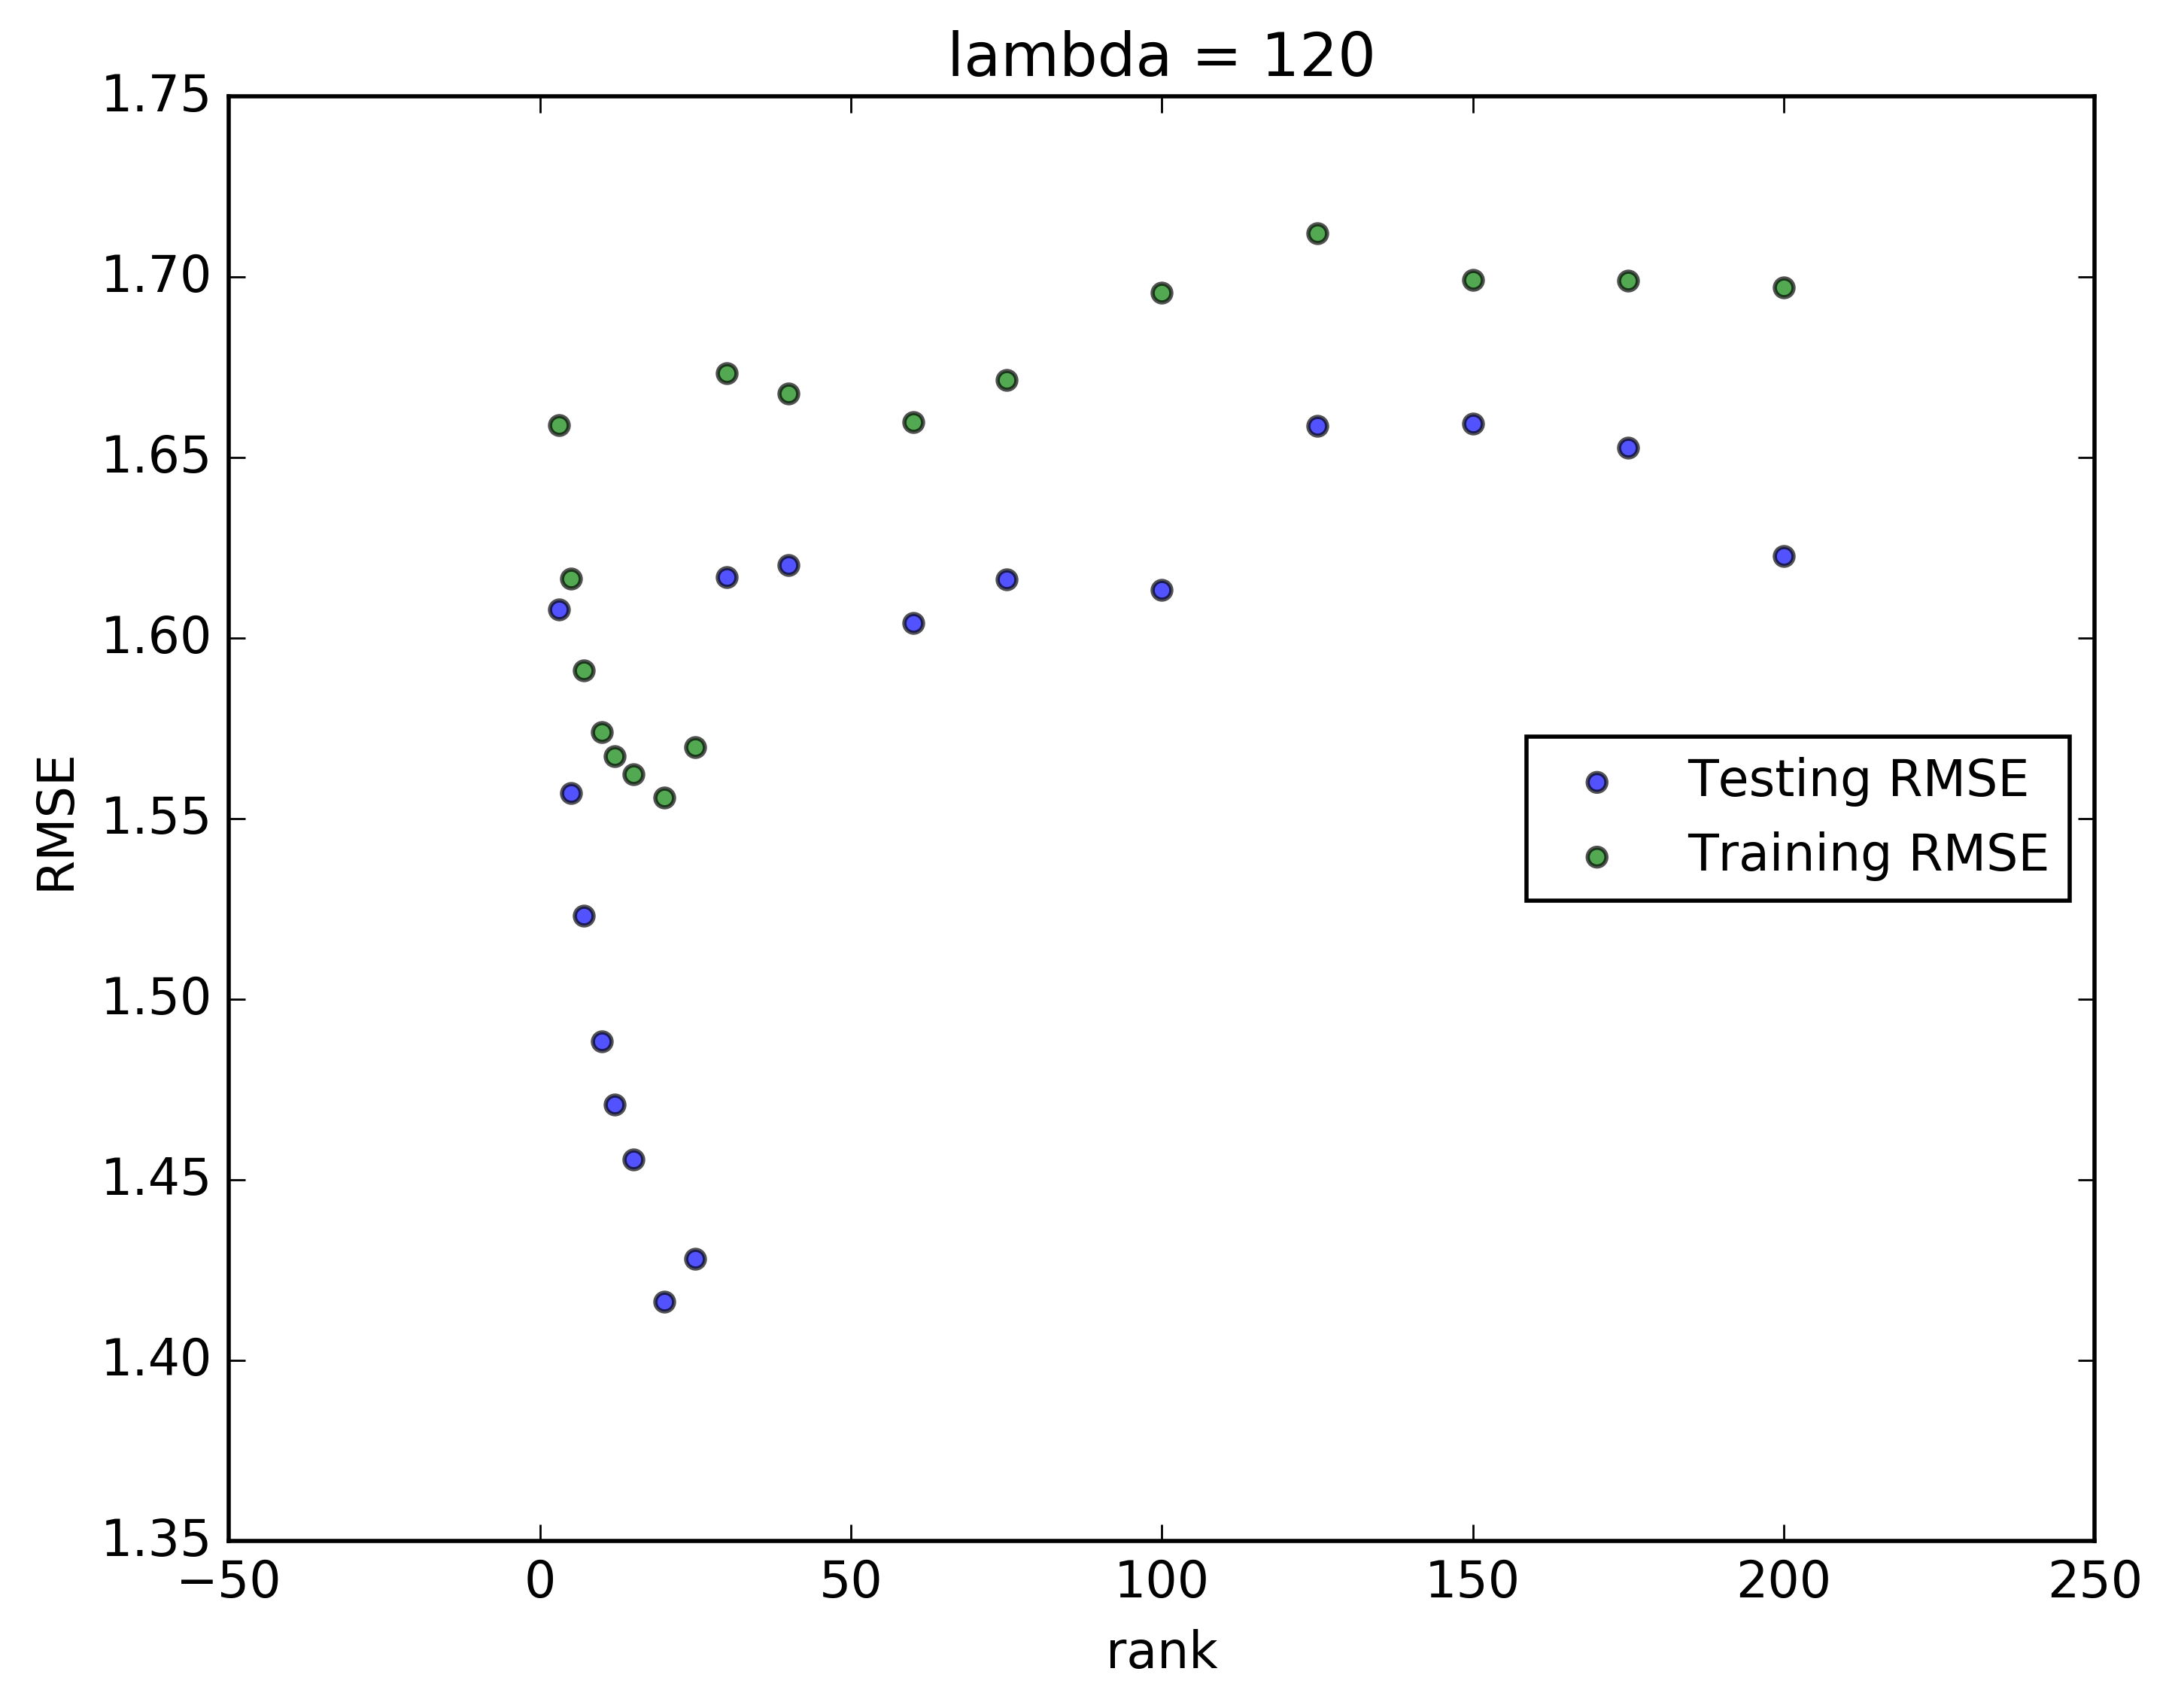 lambda = 120
1.75
1.70
1.65
1.60
1.55
1.50
1.45
1.40
1.35
RMSE
Testing RMSE
Training RMSE
−50 0 50 100 150 200 250
rank